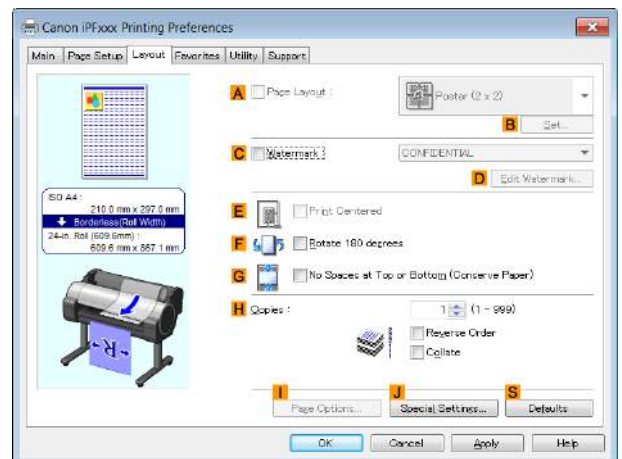 Canon iPFxxx Printing Preferences
Main Page Setup Layout Favorites Utility Support
A Page Layout :
Poster (2 x 2)
B Set...
C Watermark :
CONFIDENTIAL
D Edit Watermark...
ISO A4 :
210.0 mm x 297.0 mm
Borderless(Roll Width)
24-in. Roll (609.6mm) :
609.6 mm x 867.1 mm
E Print Centered
F Rotate 180 degrees
G No Spaces at Top or Bottom (Conserve Paper)
H Copies :
1 (1 - 999)
Reverse Order
Collate
R
I J S
Page Options... Special Settings... Defaults
OK Cancel Apply Help